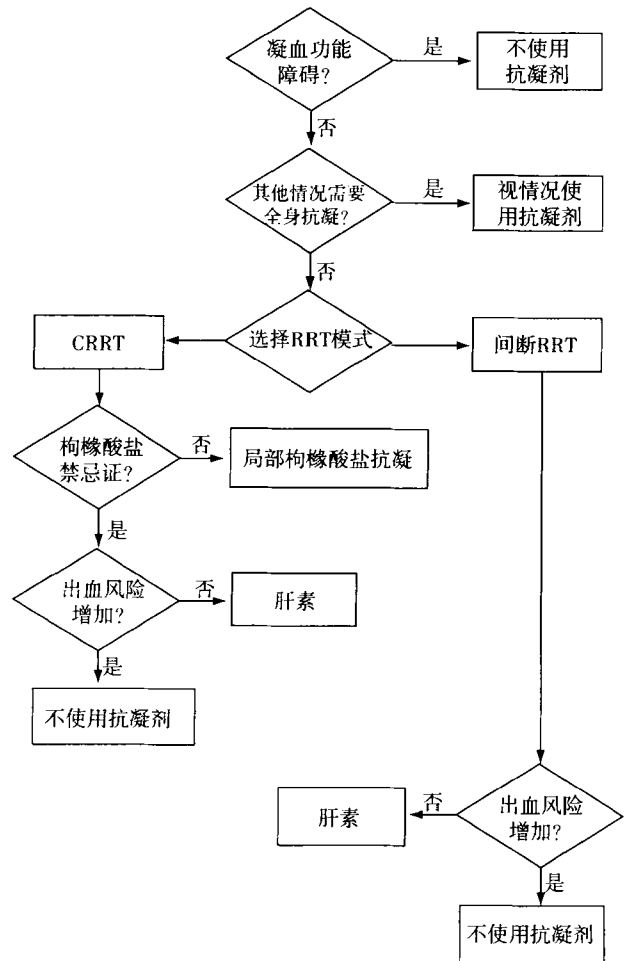 凝血功能
障碍?
是
不使用
抗凝剂
否
其他情况需要
全身抗凝?
是
视情况使
用抗凝剂
否
选择RRT模式
CRRT
间断RRT
枸橼酸盐
禁忌证?
否
局部枸橼酸盐抗凝
是
出血风险
增加?
否
肝素
是
不使用抗凝剂
出血风险
增加?
否
肝素
是
不使用抗凝剂